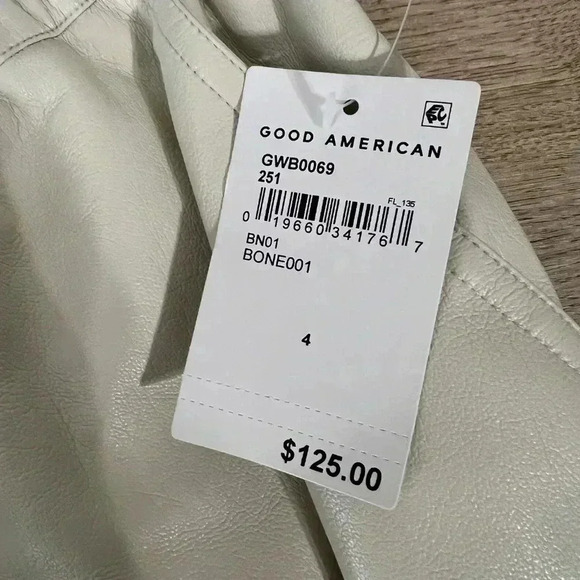 GOOD AMERICAN
GWB0069
251
FL_135
0 19660 34176 7
BN01
BONE001
4
$125.00